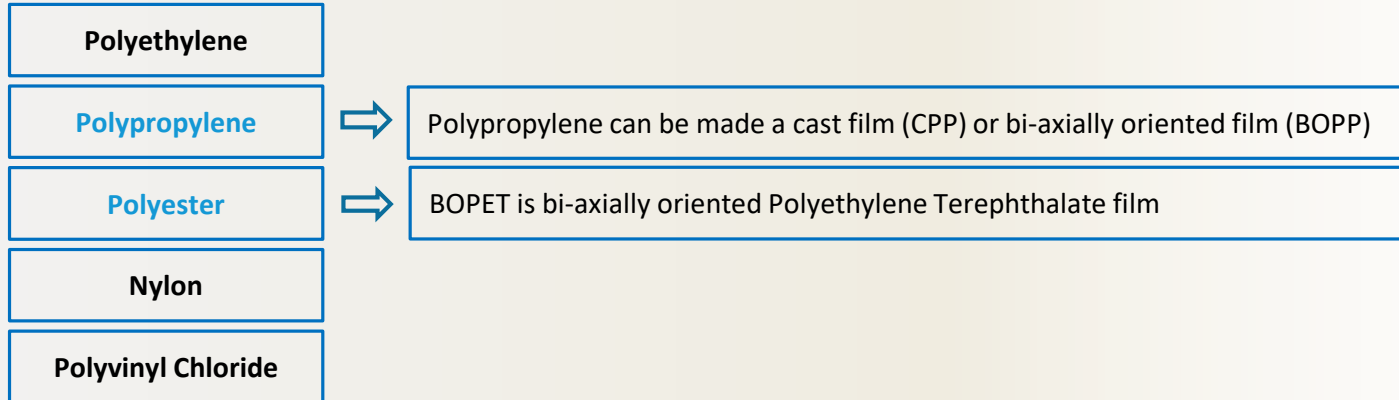 Polyethylene
Polypropylene
Polypropylene can be made a cast film (CPP) or bi-axially oriented film (BOPP)
Polyester
BOPET is bi-axially oriented Polyethylene Terephthalate film
Nylon
Polyvinyl Chloride